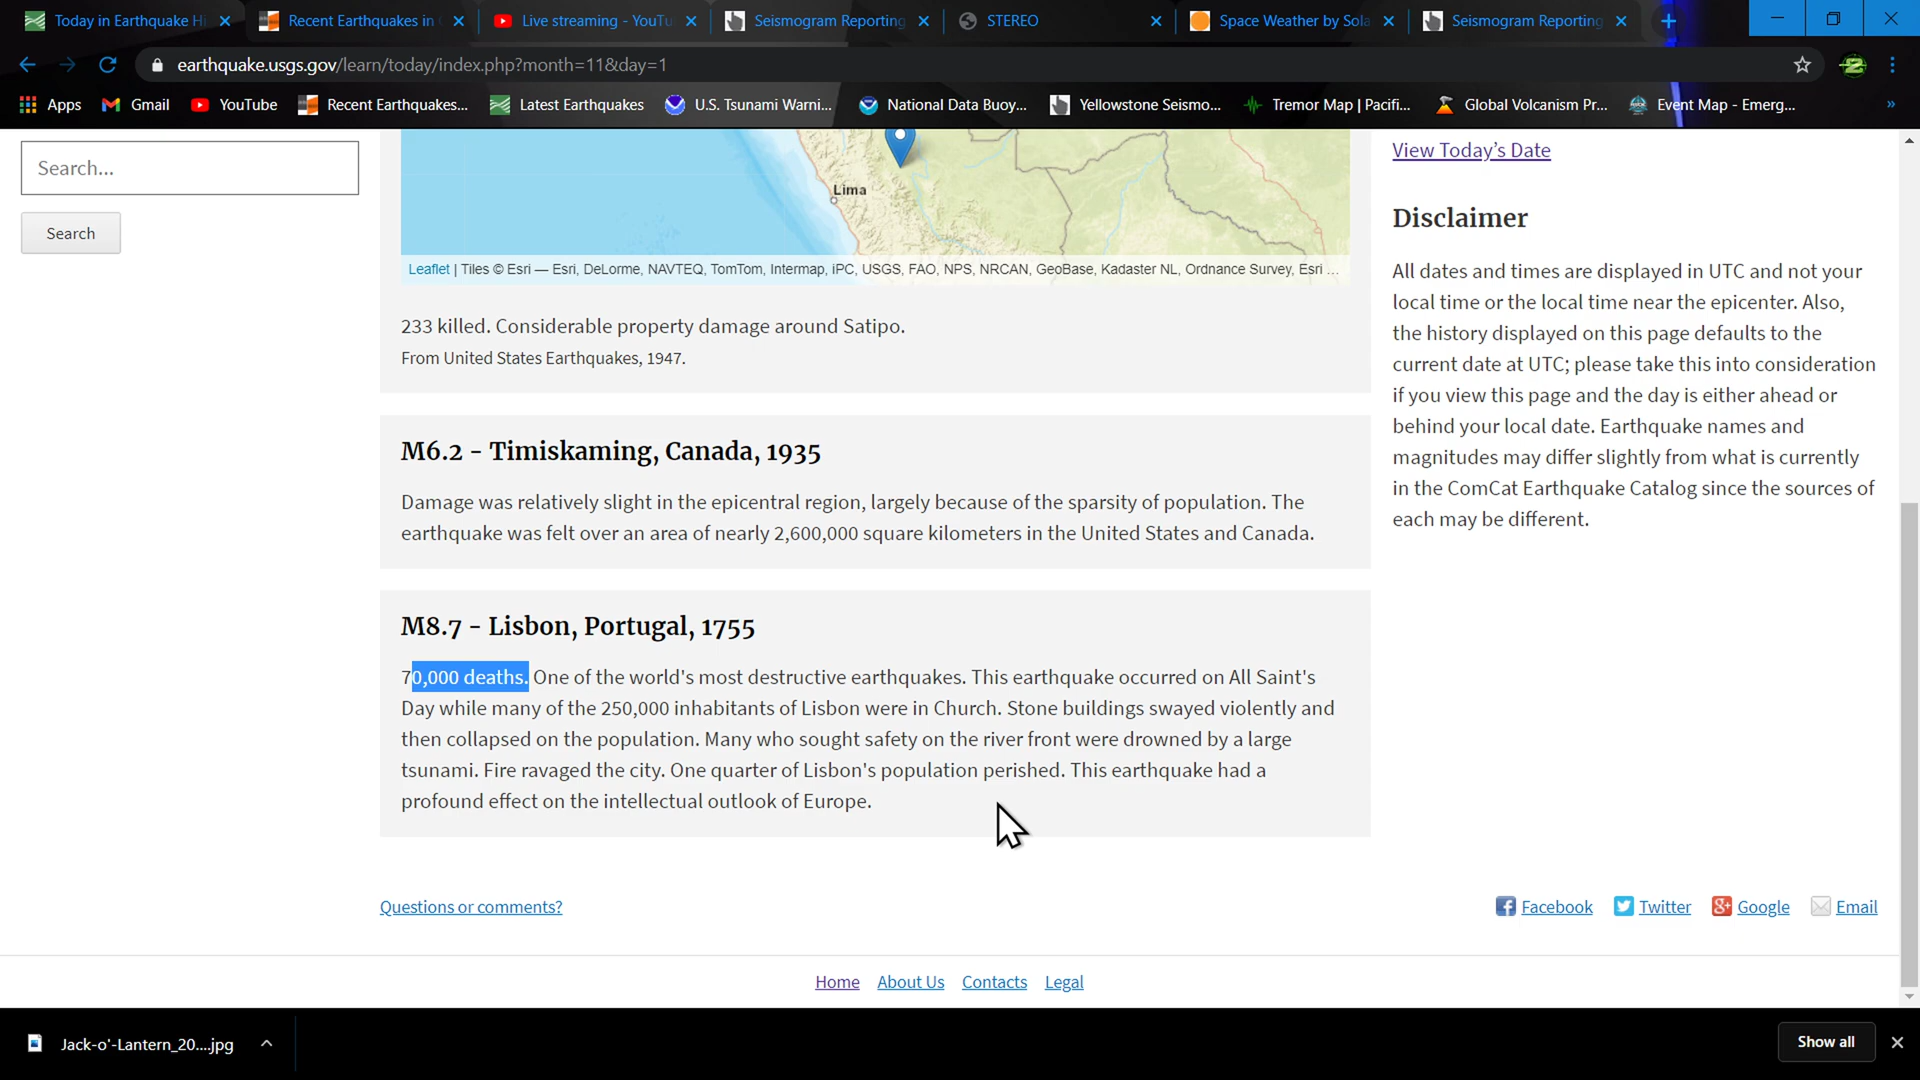 Today in Earthquake Hi
Recent Earthquakes in
Live streaming - YouTu
Seismogram Reporting
STEREO
Space Weather by Sola
Seismogram Reporting
earthquake.usgs.gov/learn/today/index.php?month=11&day=1
Apps
Gmail
YouTube
Recent Earthquakes...
Latest Earthquakes
U.S. Tsunami Warni...
National Data Buoy...
Yellowstone Seismo...
Tremor Map | Pacifi...
Global Volcanism Pr...
Event Map - Emerg...
»
Search...
Search
Lima
Leaflet | Tiles © Esri — Esri, DeLorme, NAVTEQ, TomTom, Intermap, iPC, USGS, FAO, NPS, NRCAN, GeoBase, Kadaster NL, Ordnance Survey, Esri ...
233 killed. Considerable property damage around Satipo.
From United States Earthquakes, 1947.
M6.2 - Timiskaming, Canada, 1935
Damage was relatively slight in the epicentral region, largely because of the sparsity of population. The
earthquake was felt over an area of nearly 2,600,000 square kilometers in the United States and Canada.
M8.7 - Lisbon, Portugal, 1755
70,000 deaths. One of the world's most destructive earthquakes. This earthquake occurred on All Saint's
Day while many of the 250,000 inhabitants of Lisbon were in Church. Stone buildings swayed violently and
then collapsed on the population. Many who sought safety on the river front were drowned by a large
tsunami. Fire ravaged the city. One quarter of Lisbon's population perished. This earthquake had a
profound effect on the intellectual outlook of Europe.
View Today’s Date
Disclaimer
All dates and times are displayed in UTC and not your
local time or the local time near the epicenter. Also,
the history displayed on this page defaults to the
current date at UTC; please take this into consideration
if you view this page and the day is either ahead or
behind your local date. Earthquake names and
magnitudes may differ slightly from what is currently
in the ComCat Earthquake Catalog since the sources of
each may be different.
Questions or comments?
Facebook
Twitter
Google
Email
Home
About Us
Contacts
Legal
Jack-o'-Lantern_20....jpg
Show all